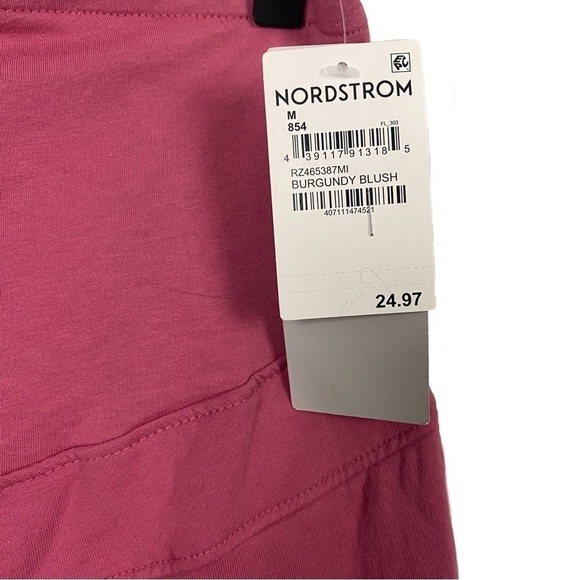 NORDSTROM
M
854
FL_303
4 39117 91318 5
RZ465387MI
BURGUNDY BLUSH
407111474521
24.97